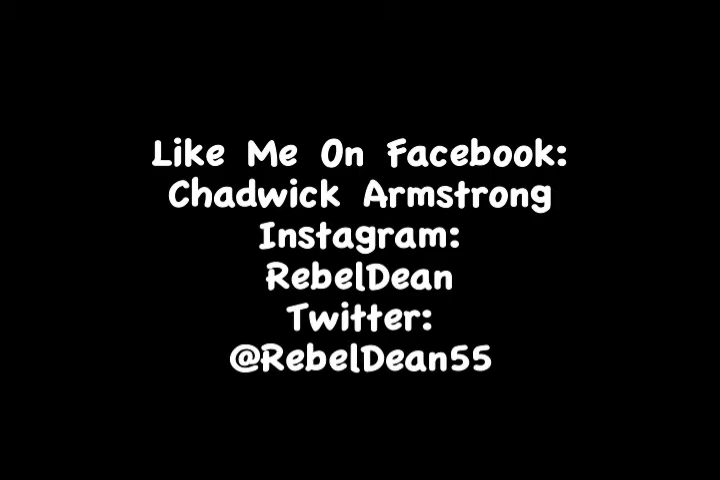 Like Me On Facebook:
Chadwick Armstrong
Instagram:
RebelDean
Twitter:
@RebelDean55